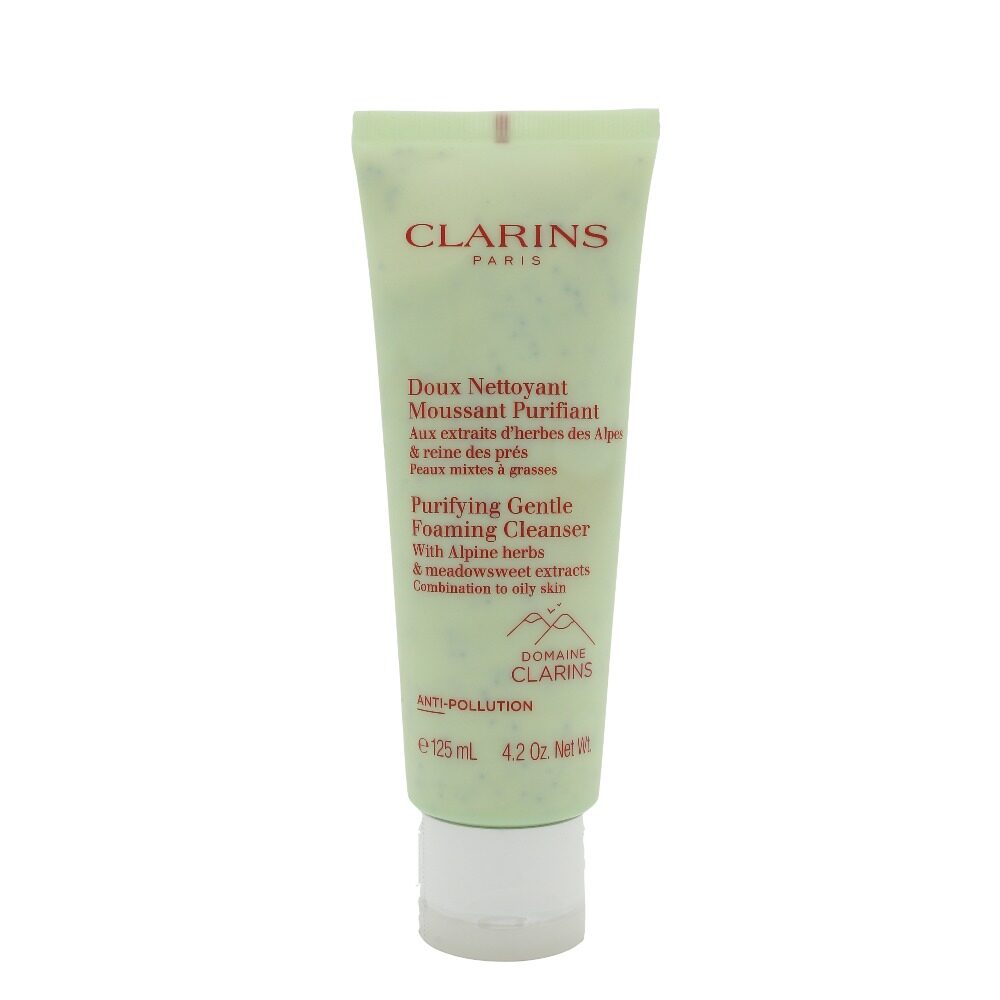 CLARINS
PARIS
Doux Nettoyant
Moussant Purifiant
Aux extraits d'herbes des Alpes
& reine des prés
Peaux mixtes à grasses
Purifying Gentle
Foaming Cleanser
With Alpine herbs
& meadowsweet extracts
Combination to oily skin
DOMAINE
CLARINS
ANTI-POLLUTION
℮125 mL 4.2 Oz. Net Wt.